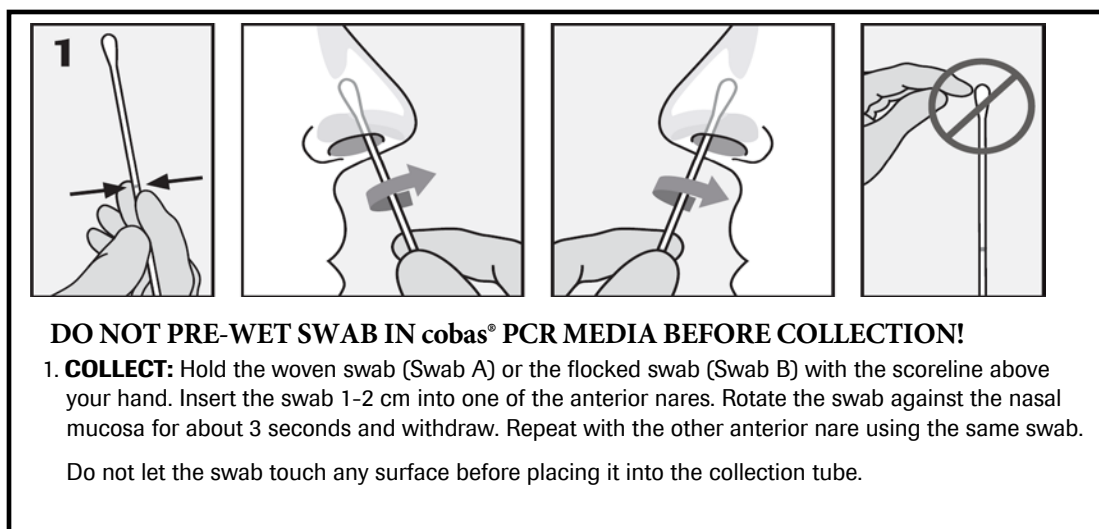 1
DO NOT PRE-WET SWAB IN cobas® PCR MEDIA BEFORE COLLECTION!
1. COLLECT: Hold the woven swab (Swab A) or the flocked swab (Swab B) with the scoreline above
your hand. Insert the swab 1-2 cm into one of the anterior nares. Rotate the swab against the nasal
mucosa for about 3 seconds and withdraw. Repeat with the other anterior nare using the same swab.
Do not let the swab touch any surface before placing it into the collection tube.